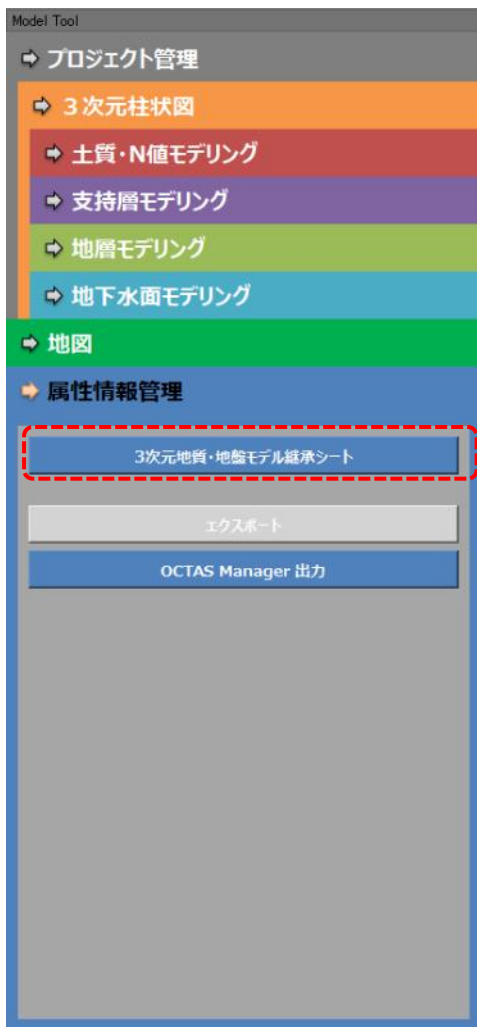 Model Tool
プロジェクト管理
３次元柱状図
土質・N値モデリング
支持層モデリング
地層モデリング
地下水面モデリング
地図
属性情報管理
3次元地質・地盤モデル継承シート
エクスポート
OCTAS Manager 出力